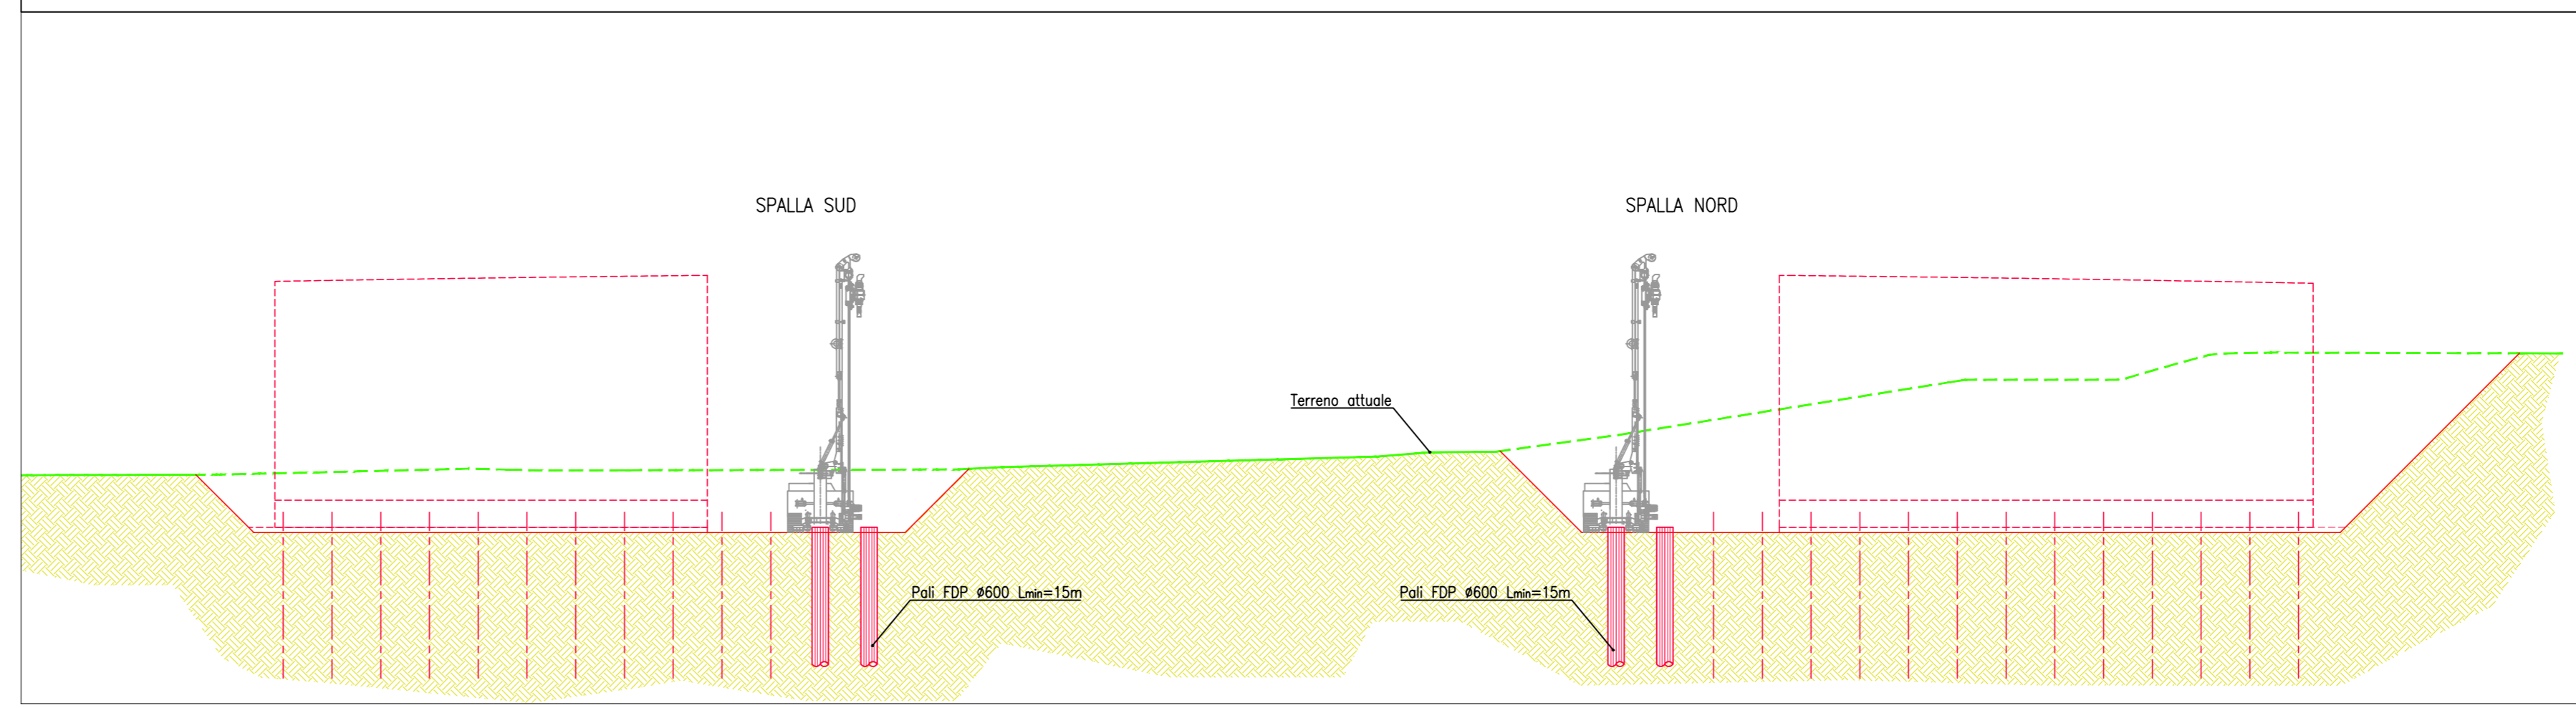 SPALLA SUD
SPALLA NORD
Terreno attuale
Pali FDP ø600 Lmin=15m
Pali FDP ø600 Lmin=15m